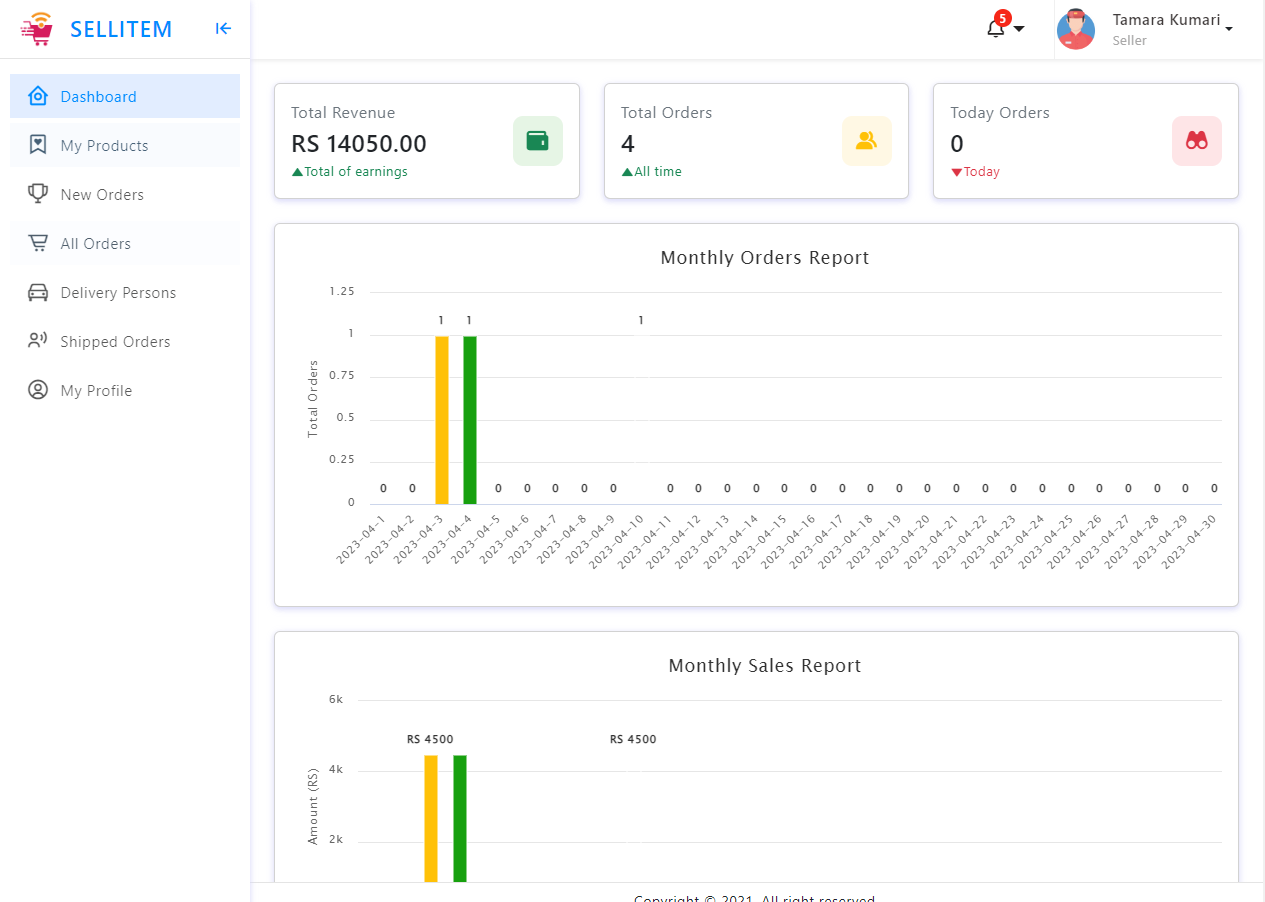 SELLITEM
5
Tamara Kumari
Seller
Dashboard
My Products
New Orders
All Orders
Delivery Persons
Shipped Orders
My Profile
Total Revenue
RS 14050.00
Total of earnings
Total Orders
4
All time
Today Orders
0
Today
Monthly Orders Report
Total Orders
1.25
1
0.75
0.5
0.25
0
0 0 1 1 0 0 0 0 0 1 0 0 0 0 0 0 0 0 0 0 0 0 0 0 0 0 0 0 0 0
2023-04-1
2023-04-2
2023-04-3
2023-04-4
2023-04-5
2023-04-6
2023-04-7
2023-04-8
2023-04-9
2023-04-10
2023-04-11
2023-04-12
2023-04-13
2023-04-14
2023-04-15
2023-04-16
2023-04-17
2023-04-18
2023-04-19
2023-04-20
2023-04-21
2023-04-22
2023-04-23
2023-04-24
2023-04-25
2023-04-26
2023-04-27
2023-04-28
2023-04-29
2023-04-30
Monthly Sales Report
Amount (RS)
6k
4k
2k
RS 4500
RS 4500
Copyright © 2021. All right reserved.